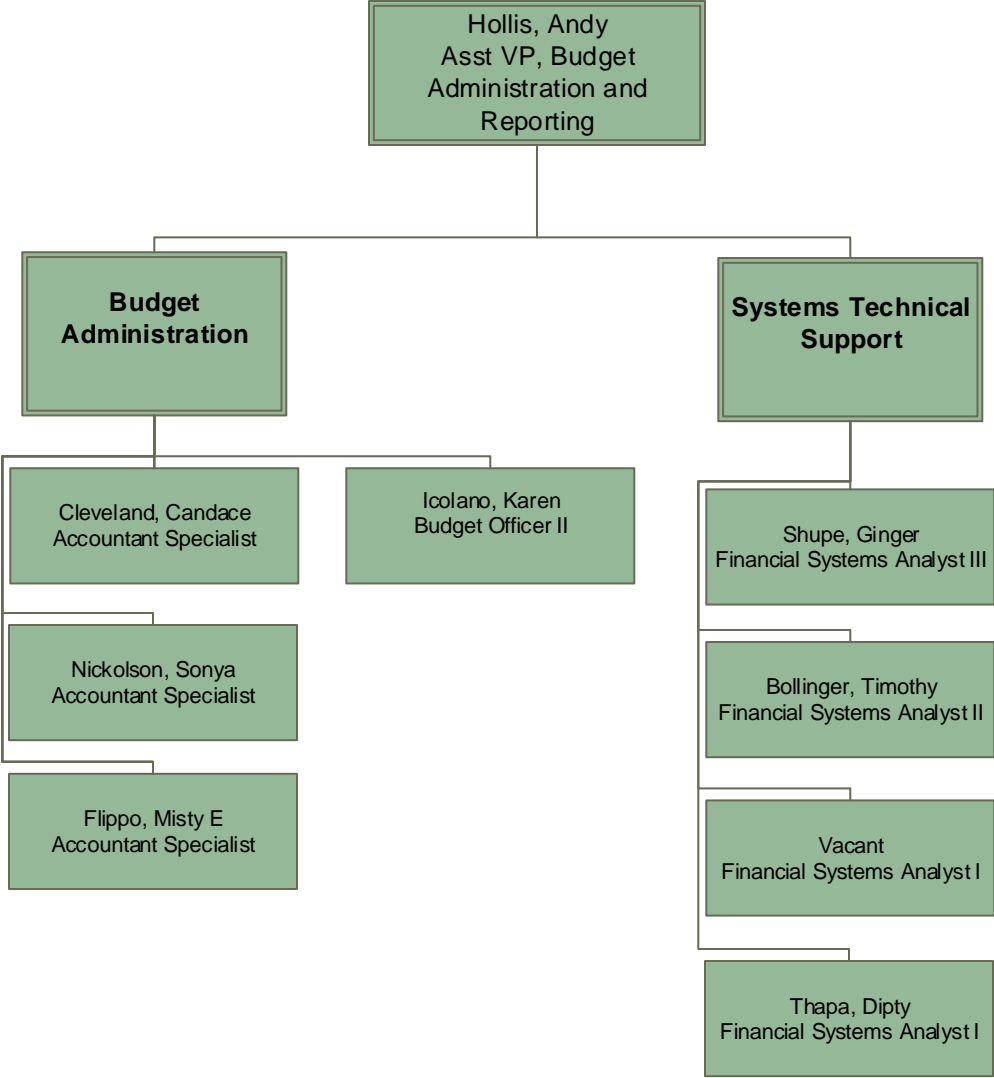 Hollis, Andy
Asst VP, Budget
Administration and
Reporting
Budget
Administration
Systems Technical
Support
Cleveland, Candace
Accountant Specialist
Icolano, Karen
Budget Officer II
Shupe, Ginger
Financial Systems Analyst III
Nickolson, Sonya
Accountant Specialist
Bollinger, Timothy
Financial Systems Analyst II
Flippo, Misty E
Accountant Specialist
Vacant
Financial Systems Analyst I
Thapa, Dipty
Financial Systems Analyst I